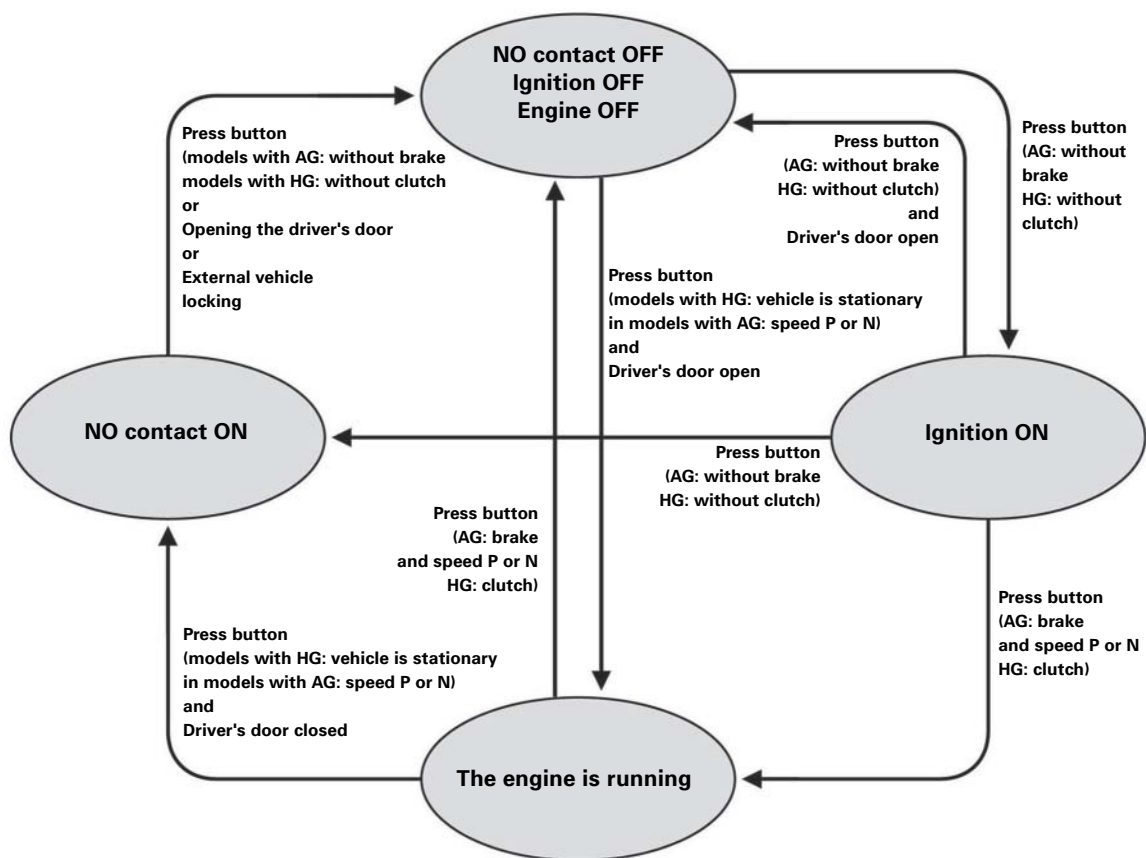 NO contact OFF
Ignition OFF
Engine OFF
Press button
(models with AG: without brake
models with HG: without clutch
or
Opening the driver's door
or
External vehicle
locking
Press button
(AG: without brake
HG: without clutch)
and
Driver's door open
Press button
(AG: without
brake
HG: without
clutch)
Press button
(models with HG: vehicle is stationary
in models with AG: speed P or N)
and
Driver's door open
NO contact ON
Ignition ON
Press button
(AG: without brake
HG: without clutch)
Press button
(AG: brake
and speed P or N
HG: clutch)
Press button
(AG: brake
and speed P or N
HG: clutch)
Press button
(models with HG: vehicle is stationary
in models with AG: speed P or N)
and
Driver's door closed
The engine is running